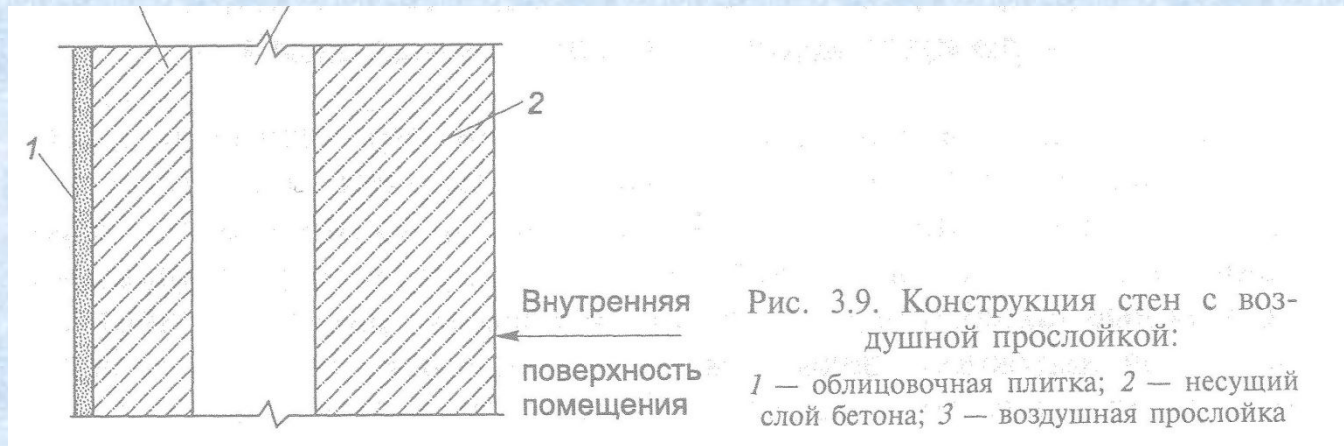 1
2
Внутренняя
поверхность
помещения
Рис. 3.9. Конструкция стен с воз-
душной прослойкой:
1 — облицовочная плитка; 2 — несущий
слой бетона; 3 — воздушная прослойка